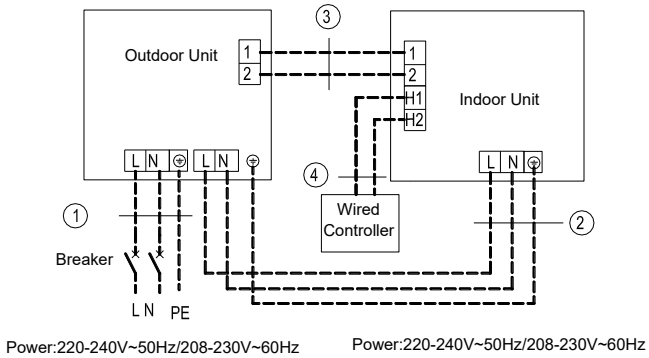 3
Outdoor Unit
1
2
1
2
H1
H2
Indoor Unit
L N ⏚ L N ⏚
L N ⏚
4
1
2
Wired
Controller
Breaker
L N PE
Power:220-240V~50Hz/208-230V~60Hz
Power:220-240V~50Hz/208-230V~60Hz